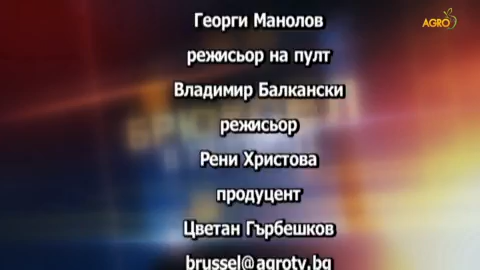 AGRO
Георги Манолов
режисьор на пулт
Владимир Балкански
режисьор
Рени Христова
продуцент
Цветан Гърбешков
brussel@agrotv.bg